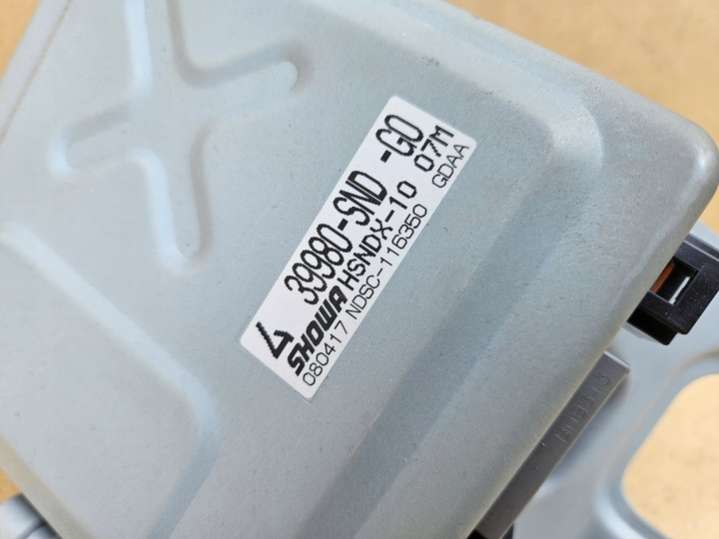 39980-SND -G0
SHOWA HSNDX-10 07M
080417 NDSC-116350 GDAA